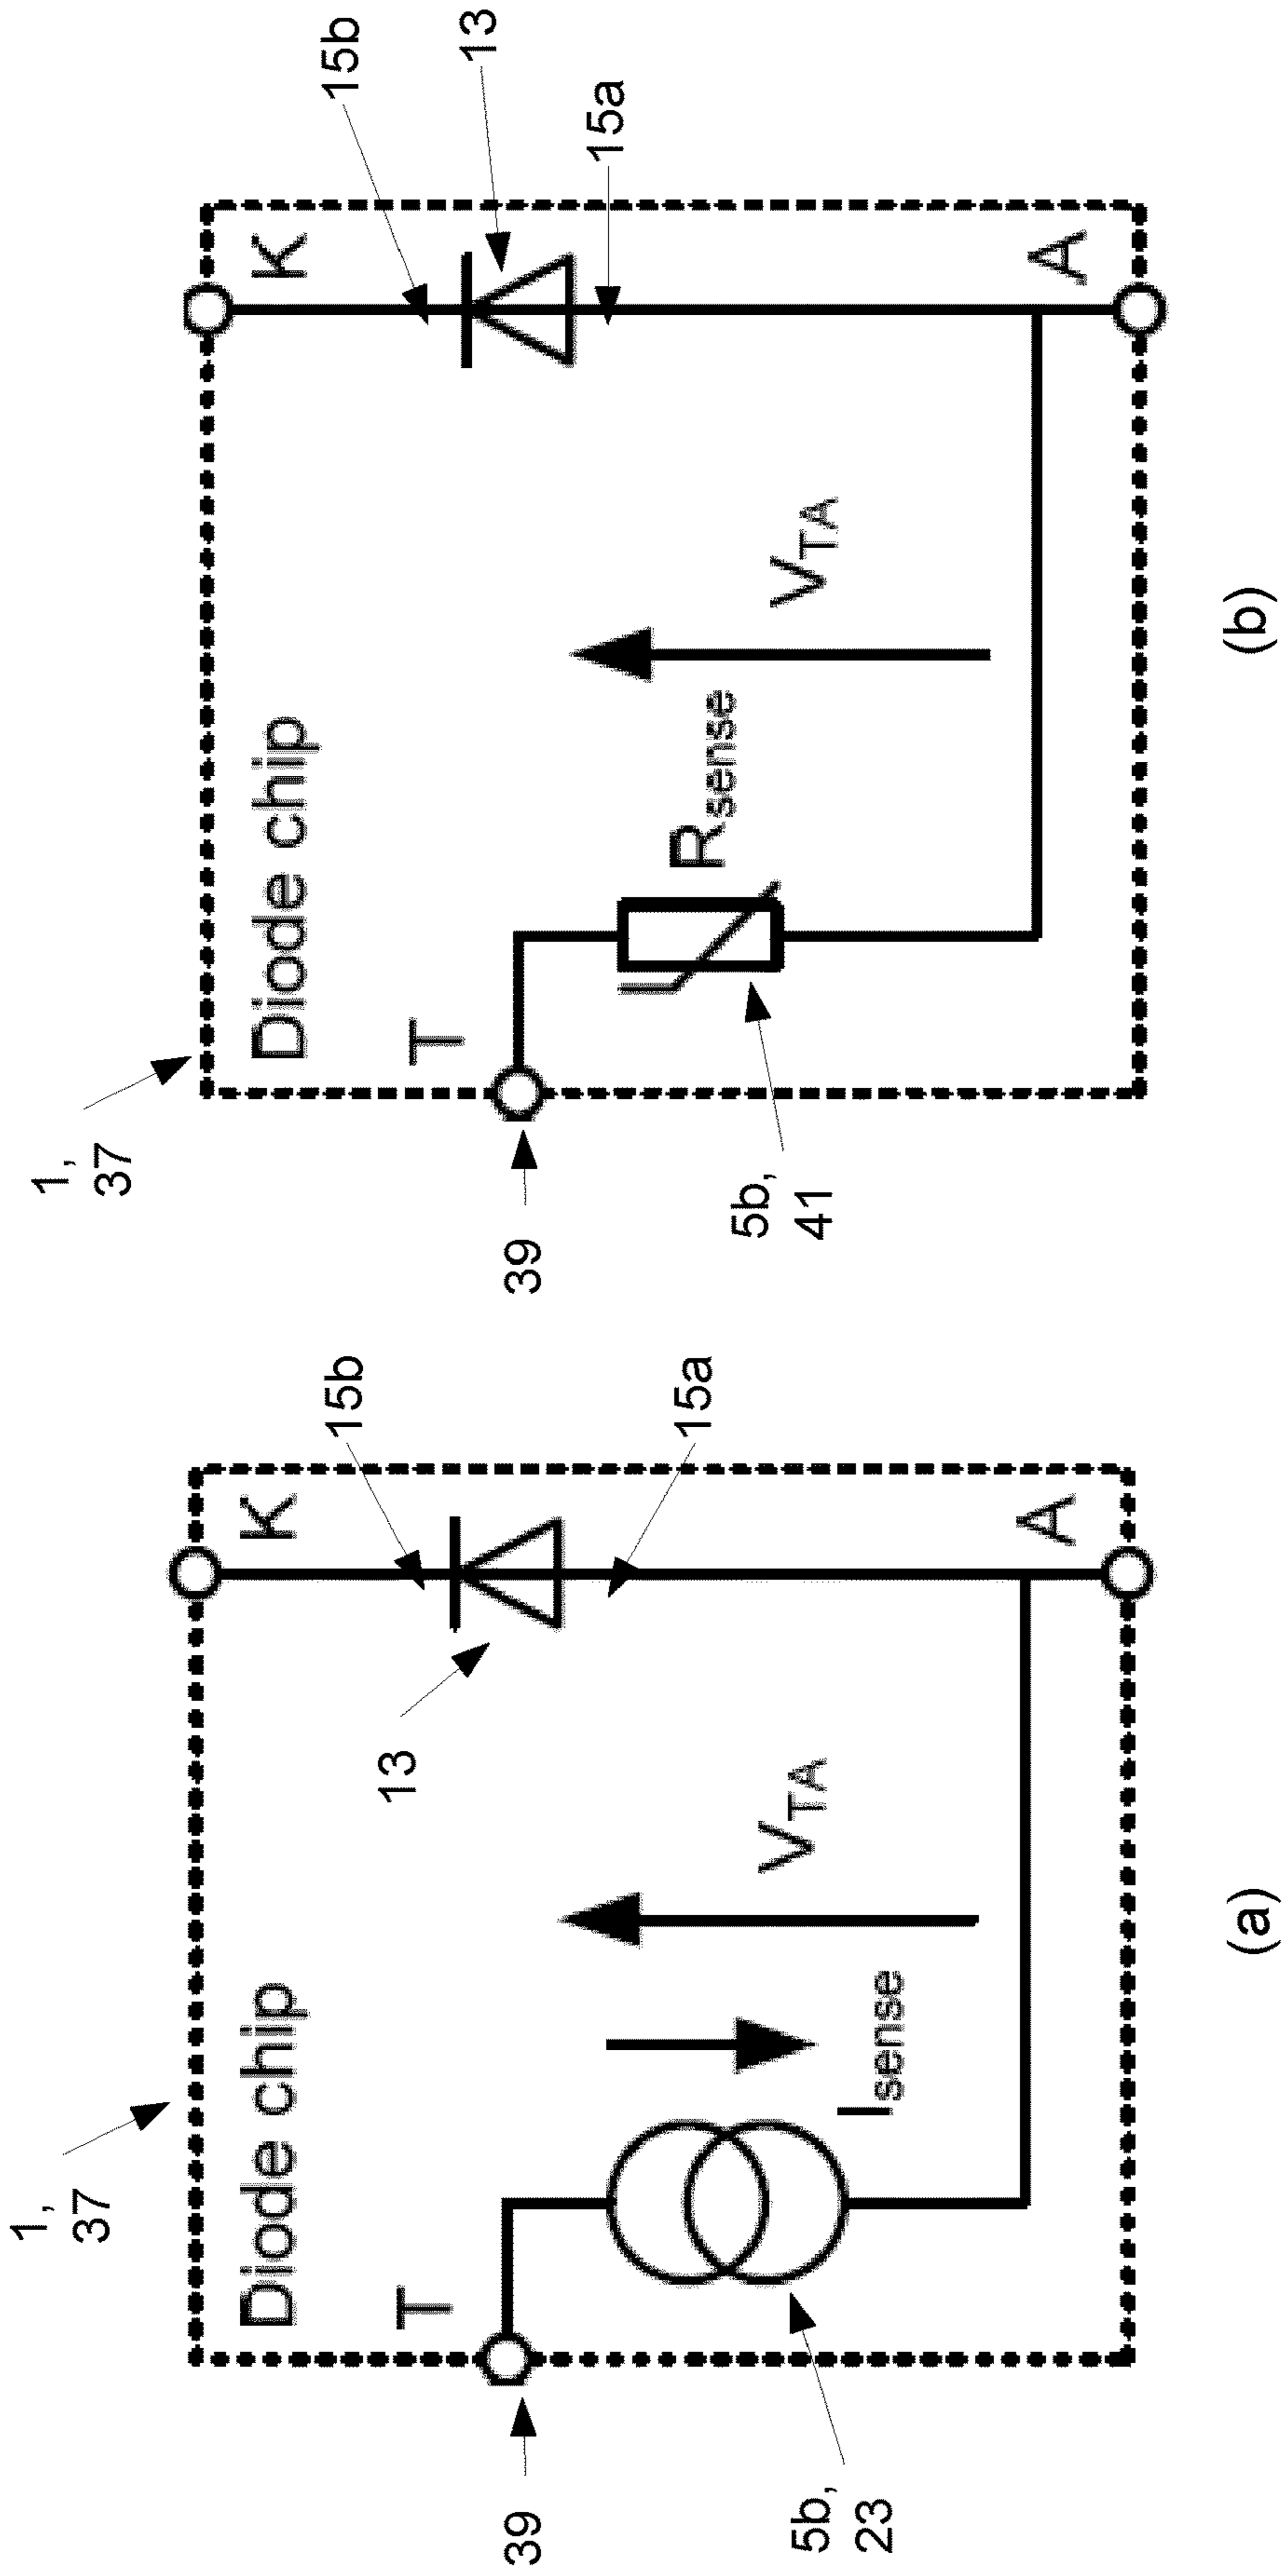 1,
37
Diode chip
K
15b
T
39
13
I_sense
V_TA
15a
5b,
23
A
(a)
1,
37
Diode chip
K
15b
13
T
39
R_sense
V_TA
15a
5b,
41
A
(b)